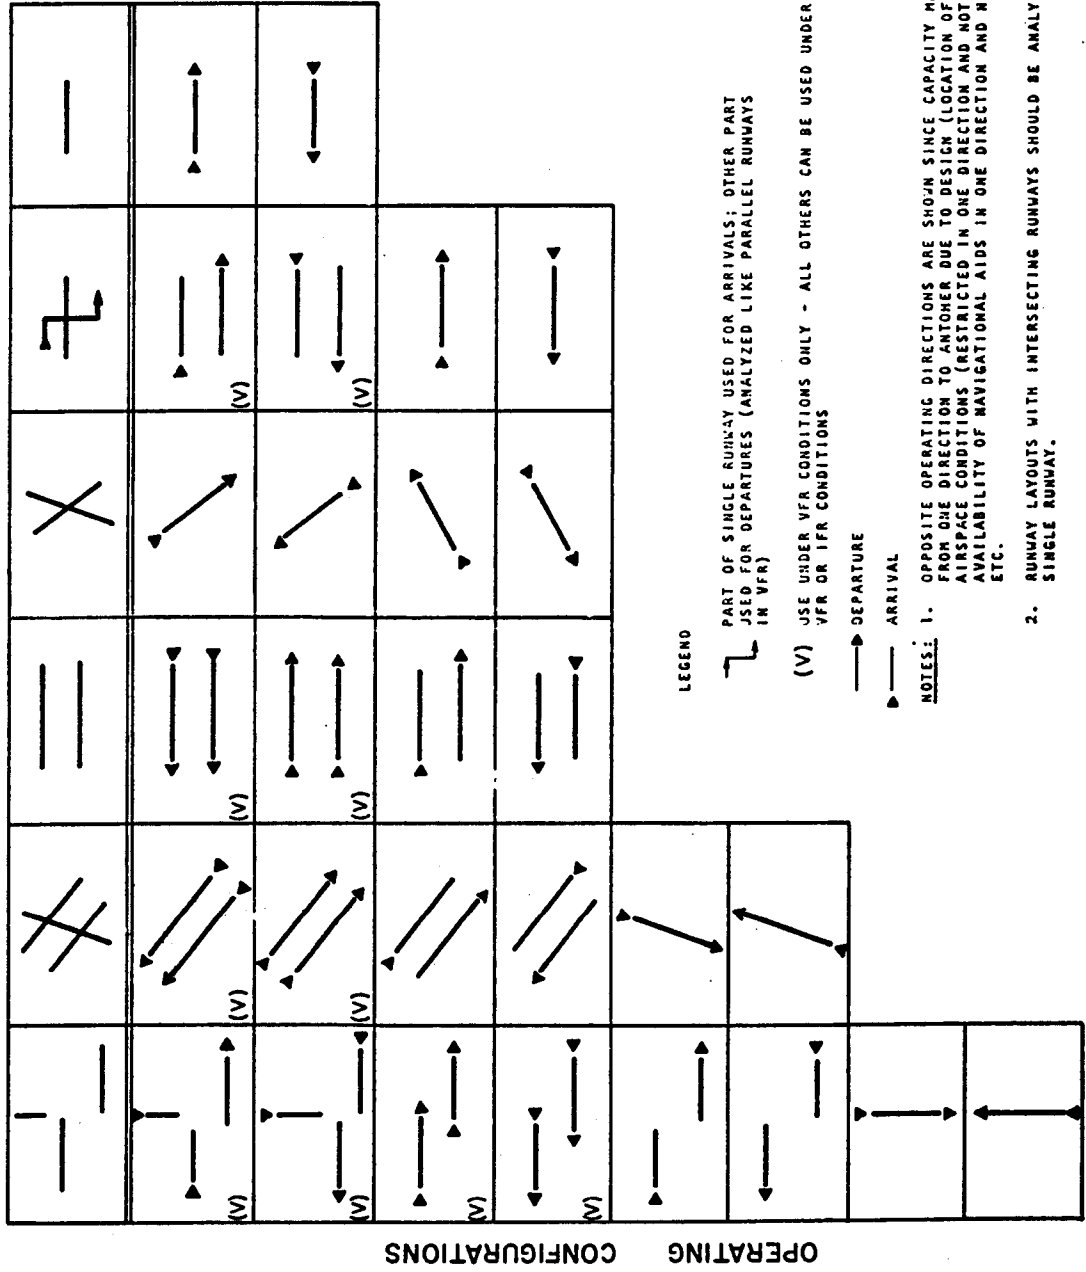 OPERATING CONFIGURATIONS
(V)
(V)
(V)
(V)
(V)
(V)
(V)
(V)
(V)
(V)
LEGEND
PART OF SINGLE RUNWAY USED FOR ARRIVALS; OTHER PART
USED FOR DEPARTURES (ANALYZED LIKE PARALLEL RUNWAYS
IN VFR)
(V) USE UNDER VFR CONDITIONS ONLY - ALL OTHERS CAN BE USED UNDER
VFR OR IFR CONDITIONS
DEPARTURE
ARRIVAL
NOTES: 1. OPPOSITE OPERATING DIRECTIONS ARE SHOWN SINCE CAPACITY
FROM ONE DIRECTION TO ANTOHER DUE TO DESIGN (LOCATION OF
AIRSPACE CONDITIONS (RESTRICTED IN ONE DIRECTION AND NOT
AVAILABILITY OF NAVIGATIONAL AIDS IN ONE DIRECTION AND
ETC.
2. RUNWAY LAYOUTS WITH INTERSECTING RUNWAYS SHOULD BE
SINGLE RUNWAY.